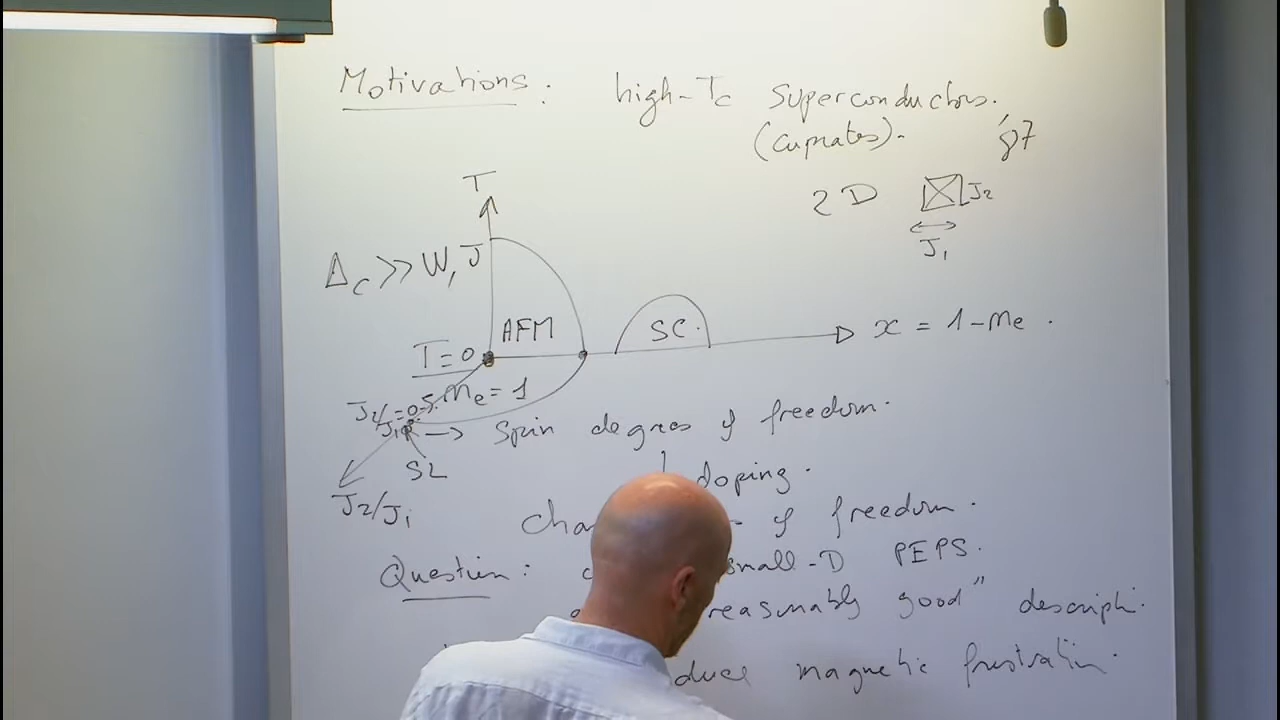 Motivations : high-Tc superconductors.
(cuprates).
'87
2D J2
J1
T
Δc >> W, J
AFM SC x = 1-ne .
T=0
ne = 1
J2/J1=0.5
→ spin degrees of freedom.
SL
J2/J1
doping.
of freedom.
Question : small-D PEPS.
reasonably good" descripti.
magnetic frustration.